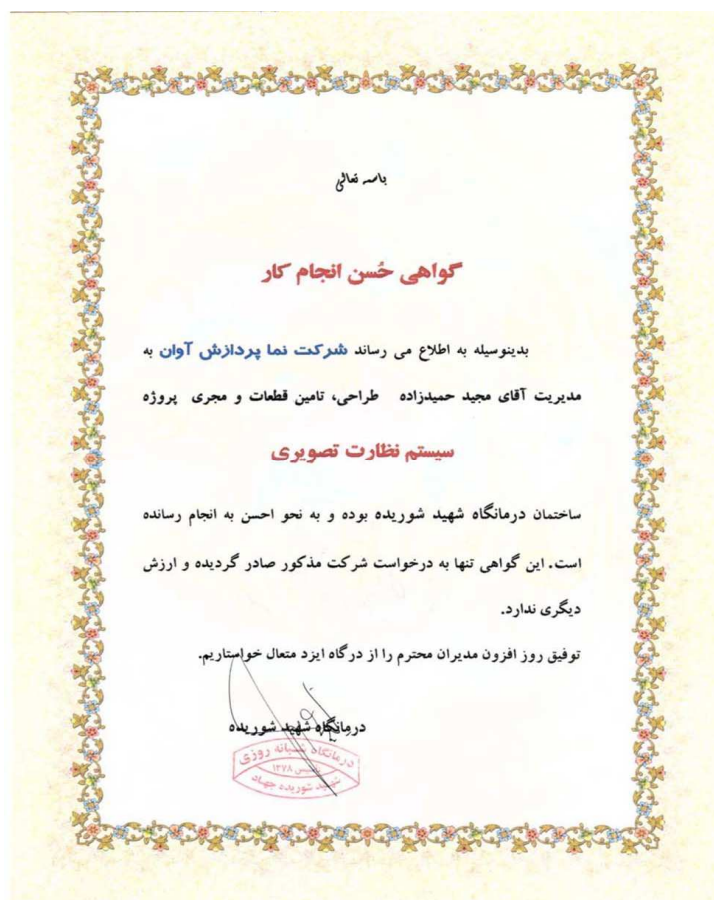 باسمه تعالی
گواهی حُسن انجام کار
بدینوسیله به اطلاع می رساند شرکت نما پردازش آوان به
مدیریت آقای مجید حمیدزاده طراحی، تامین قطعات و مجری پروژه
سیستم نظارت تصویری
ساختمان درمانگاه شهید شوریده بوده و به نحو احسن به انجام رسانده
است. این گواهی تنها به درخواست شرکت مذکور صادر گردیده و ارزش
دیگری ندارد.
توفیق روز افزون مدیران محترم را از درگاه ایزد متعال خواستاریم.
درمانگاه شهید شوریده
درمانگاه شبانه روزی
تاسیس ۱۳۷۸
شهید شوریده جهاد